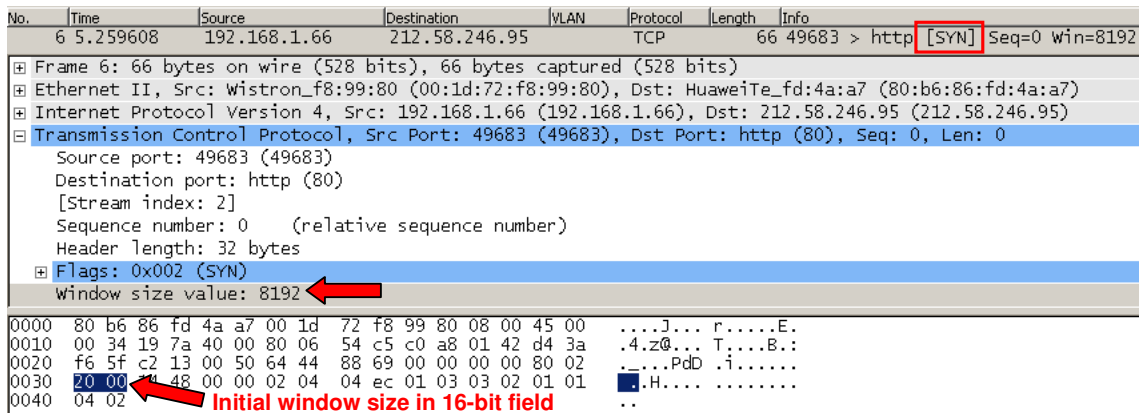 No. Time Source Destination VLAN Protocol Length Info
6 5.259608 192.168.1.66 212.58.246.95 TCP 66 49683 > http [SYN] Seq=0 Win=8192
Frame 6: 66 bytes on wire (528 bits), 66 bytes captured (528 bits)
Ethernet II, Src: Wistron_f8:99:80 (00:1d:72:f8:99:80), Dst: HuaweiTe_fd:4a:a7 (80:b6:86:fd:4a:a7)
Internet Protocol Version 4, Src: 192.168.1.66 (192.168.1.66), Dst: 212.58.246.95 (212.58.246.95)
Transmission Control Protocol, Src Port: 49683 (49683), Dst Port: http (80), Seq: 0, Len: 0
Source port: 49683 (49683)
Destination port: http (80)
[Stream index: 2]
Sequence number: 0 (relative sequence number)
Header length: 32 bytes
Flags: 0x002 (SYN)
Window size value: 8192
0000 80 b6 86 fd 4a a7 00 1d 72 f8 99 80 08 00 45 00 ....J... r.....E.
0010 00 34 19 7a 40 00 80 06 54 c5 c0 a8 01 42 d4 3a .4.z@... T....B.:
0020 f6 5f c2 13 00 50 64 44 88 69 00 00 00 00 80 02 ._...PdD .i......
0030 20 00 48 00 00 02 04 04 ec 01 03 03 02 01 01 ..H.... ........
0040 04 02 ..
Initial window size in 16-bit field